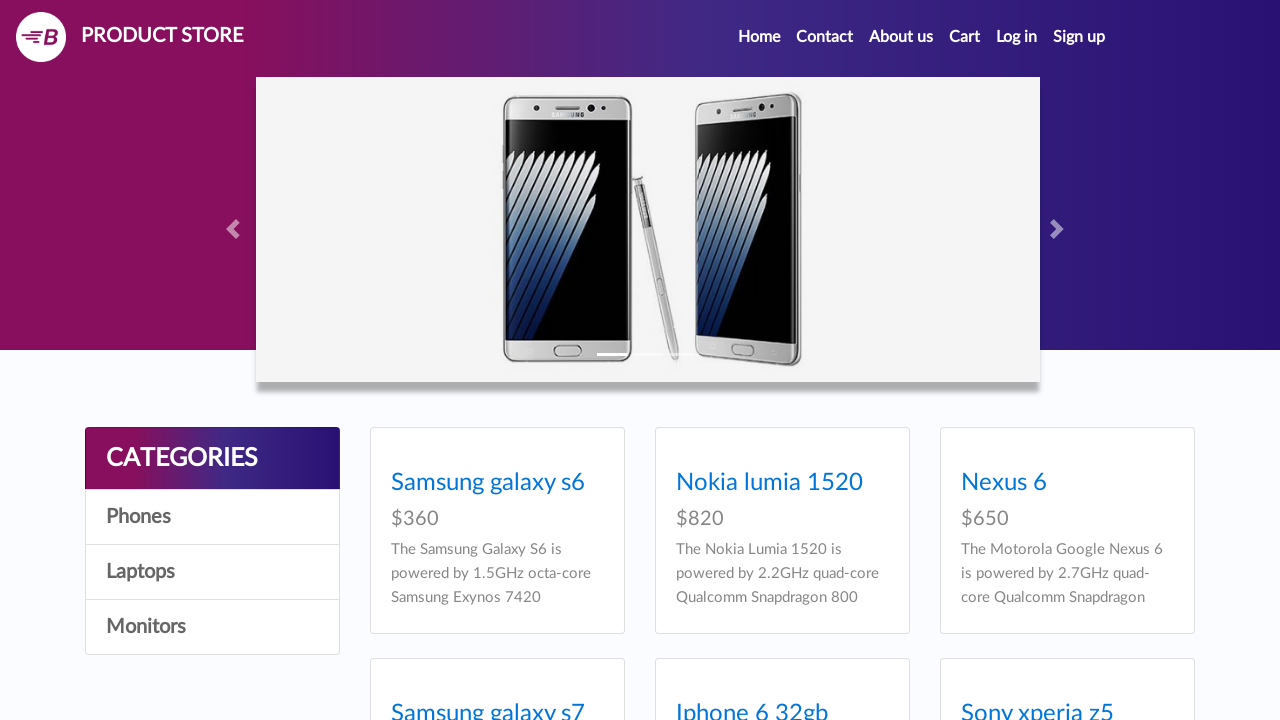 B PRODUCT STORE
Home Contact About us Cart Log in Sign up
SAMSUNG SAMSUNG
CATEGORIES
Phones
Laptops
Monitors
Samsung galaxy s6
$360
The Samsung Galaxy S6 is
powered by 1.5GHz octa-core
Samsung Exynos 7420
Nokia lumia 1520
$820
The Nokia Lumia 1520 is
powered by 2.2GHz quad-core
Qualcomm Snapdragon 800
Nexus 6
$650
The Motorola Google Nexus 6
is powered by 2.7GHz quad-
core Qualcomm Snapdragon
Samsung galaxy s7
Iphone 6 32gb
Sony xperia z5